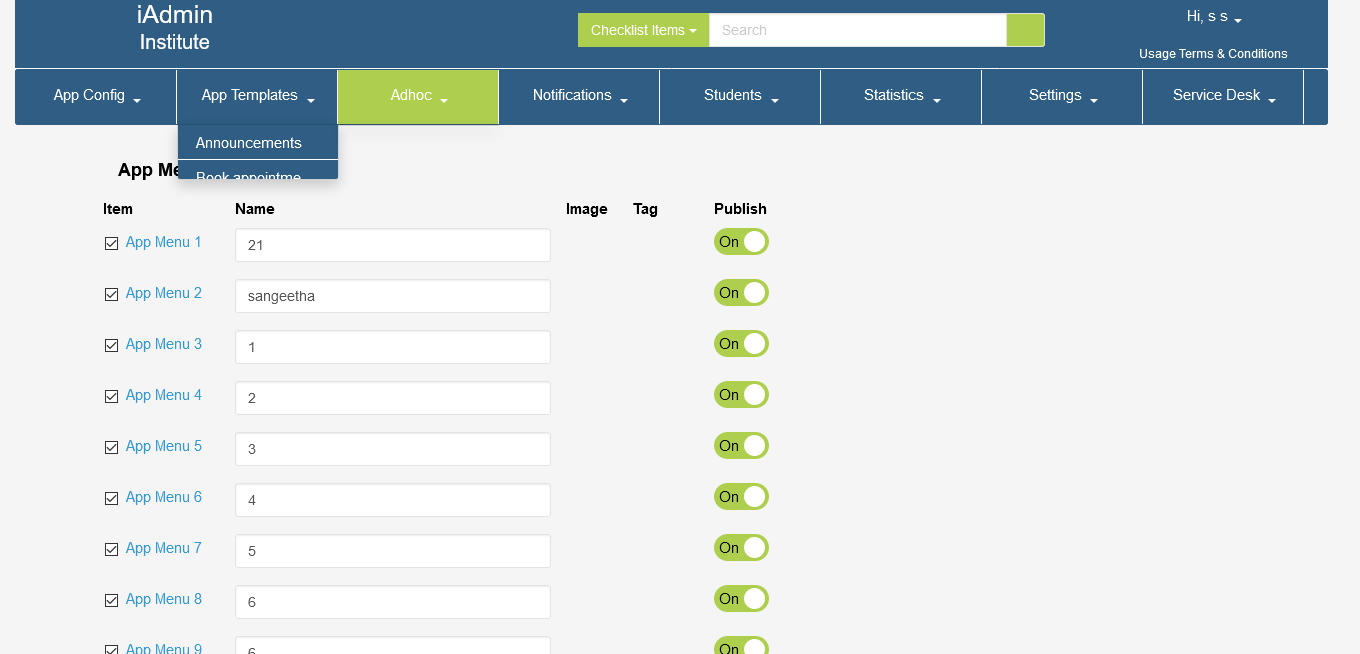 iAdmin
Institute
Checklist Items
Search
Hi, s s
Usage Terms & Conditions
App Config
App Templates
Adhoc
Notifications
Students
Statistics
Settings
Service Desk
Announcements
Book appointme
App Me
Item Name Image Tag Publish
App Menu 1 21 On
App Menu 2 sangeetha On
App Menu 3 1 On
App Menu 4 2 On
App Menu 5 3 On
App Menu 6 4 On
App Menu 7 5 On
App Menu 8 6 On
App Menu 9 6 On